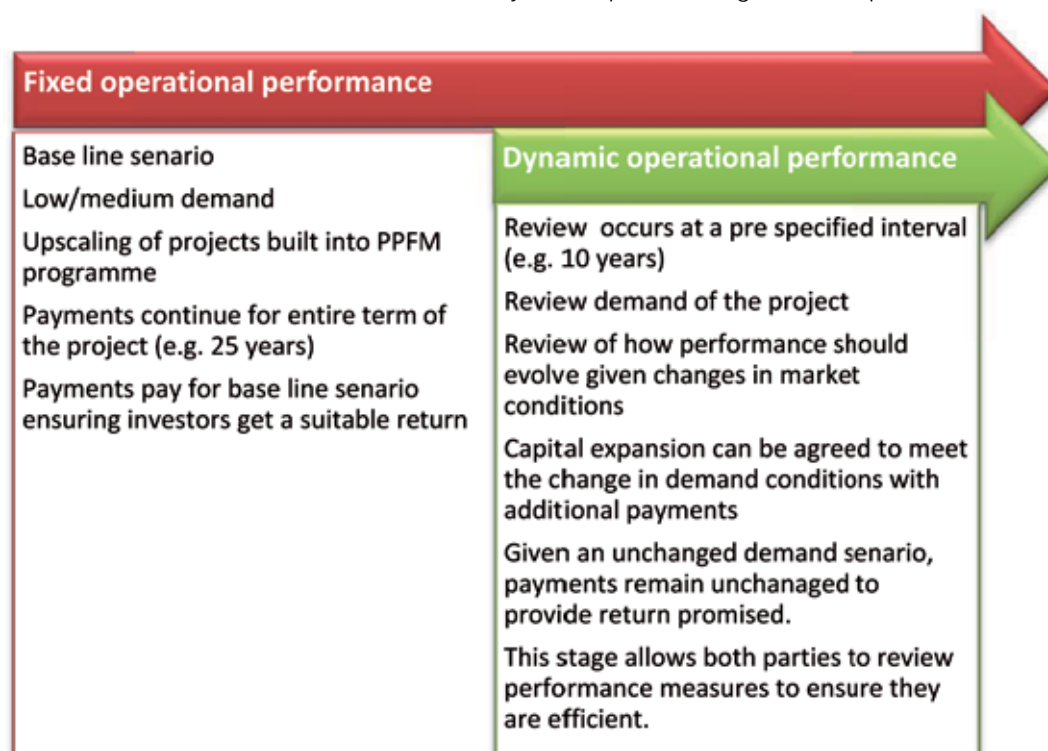 Fixed operational performance
Base line senario
Low/medium demand
Upscaling of projects built into PPFM
programme
Payments continue for entire term of
the project (e.g. 25 years)
Payments pay for base line senario
ensuring investors get a suitable return
Dynamic operational performance
Review occurs at a pre specified interval
(e.g. 10 years)
Review demand of the project
Review of how performance should
evolve given changes in market
conditions
Capital expansion can be agreed to meet
the change in demand conditions with
additional payments
Given an unchanged demand senario,
payments remain unchanaged to
provide return promised.
This stage allows both parties to review
performance measures to ensure they
are efficient.